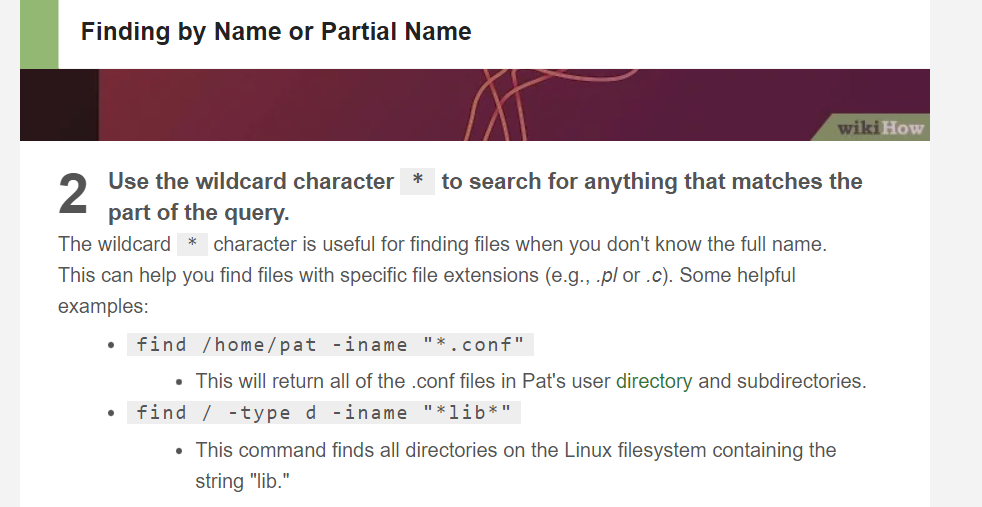 Finding by Name or Partial Name
wikiHow
2 Use the wildcard character * to search for anything that matches the
part of the query.
The wildcard * character is useful for finding files when you don't know the full name.
This can help you find files with specific file extensions (e.g., .pl or .c). Some helpful
examples:
• find /home/pat -iname "*.conf"
• This will return all of the .conf files in Pat's user directory and subdirectories.
• find / -type d -iname "*lib*"
• This command finds all directories on the Linux filesystem containing the
string "lib."